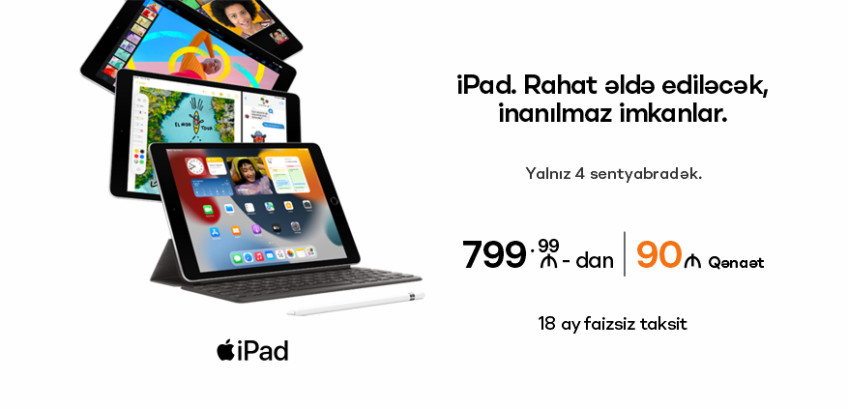 iPad. Rahat əldə ediləcək,
inanılmaz imkanlar.
Yalnız 4 sentyabradək.
799.99₼-dan | 90₼ Qənaət
18 ay faizsiz taksit
iPad